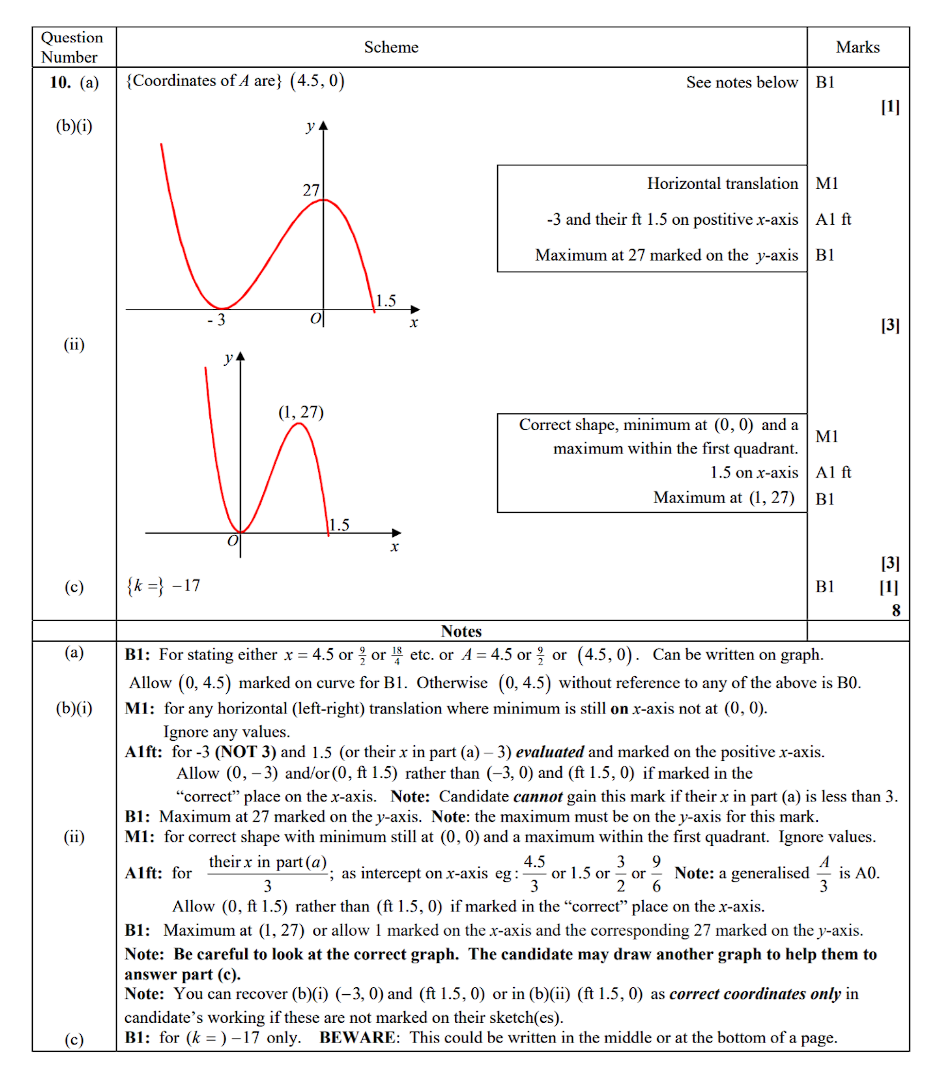 Question Number Scheme Marks
10. (a) {Coordinates of A are} (4.5, 0) See notes below B1
[1]
(b)(i) y
27
Horizontal translation M1
-3 and their ft 1.5 on postitive x-axis A1 ft
Maximum at 27 marked on the y-axis B1
1.5
- 3 O x
[3]
(ii) y
(1, 27)
Correct shape, minimum at (0, 0) and a
maximum within the first quadrant. M1
1.5 on x-axis A1 ft
Maximum at (1, 27) B1
1.5
O x
[3]
(c) {k =} −17 B1 [1]
8
Notes
(a) B1: For stating either x = 4.5 or 9/2 or 18/4 etc. or A = 4.5 or 9/2 or (4.5, 0). Can be written on graph.
Allow (0, 4.5) marked on curve for B1. Otherwise (0, 4.5) without reference to any of the above is B0.
(b)(i) M1: for any horizontal (left-right) translation where minimum is still on x-axis not at (0, 0).
Ignore any values.
A1ft: for -3 (NOT 3) and 1.5 (or their x in part (a) – 3) evaluated and marked on the positive x-axis.
Allow (0, −3) and/or (0, ft 1.5) rather than (−3, 0) and (ft 1.5, 0) if marked in the
“correct” place on the x-axis. Note: Candidate cannot gain this mark if their x in part (a) is less than 3.
B1: Maximum at 27 marked on the y-axis. Note: the maximum must be on the y-axis for this mark.
(ii) M1: for correct shape with minimum still at (0, 0) and a maximum within the first quadrant. Ignore values.
A1ft: for their x in part (a)/3; as intercept on x-axis eg: 4.5/3 or 1.5 or 3/2 or 9/6 Note: a generalised A/3 is A0.
Allow (0, ft 1.5) rather than (ft 1.5, 0) if marked in the “correct” place on the x-axis.
B1: Maximum at (1, 27) or allow 1 marked on the x-axis and the corresponding 27 marked on the y-axis.
Note: Be careful to look at the correct graph. The candidate may draw another graph to help them to
answer part (c).
Note: You can recover (b)(i) (−3, 0) and (ft 1.5, 0) or in (b)(ii) (ft 1.5, 0) as correct coordinates only in
candidate’s working if these are not marked on their sketch(es).
(c) B1: for (k = ) −17 only. BEWARE: This could be written in the middle or at the bottom of a page.